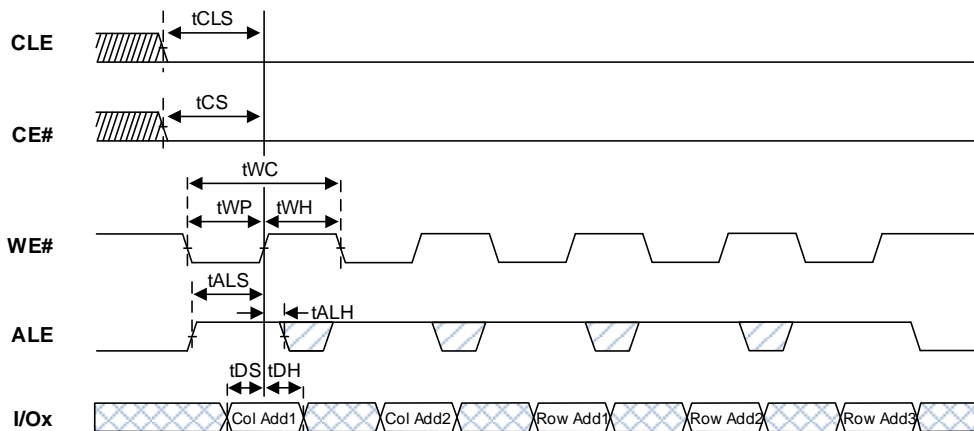 CLE
tCLS
CE#
tCS
tWC
WE#
tWP
tWH
tALS
ALE
tALH
tDS
tDH
I/Ox
Col Add1
Col Add2
Row Add1
Row Add2
Row Add3